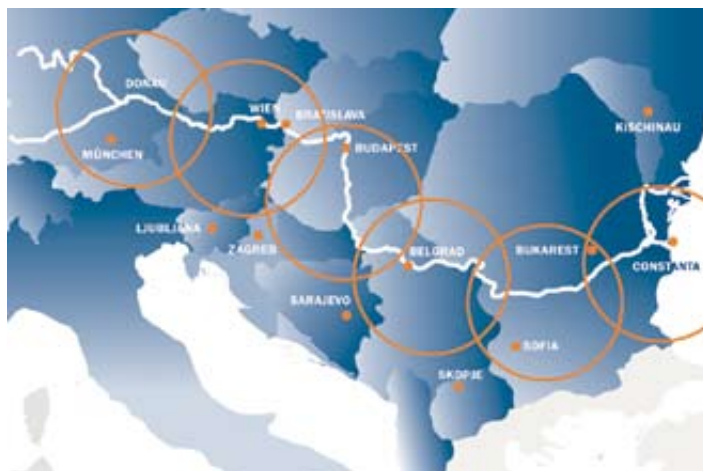 DONAU
WIEN
BRATISLAVA
KISCHINAU
MÜNCHEN
BUDAPEST
LJUBLJANA
ZAGREB
BELGRAD
BUKAREST
CONSTANTA
SARAJEVO
SOFIA
SKOPJE